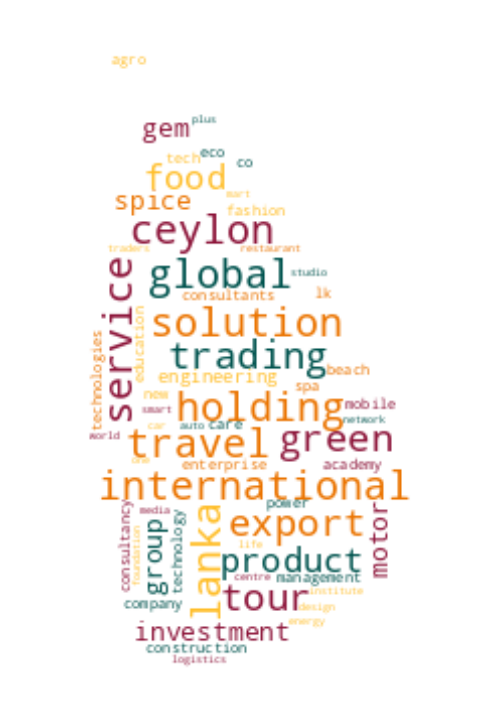 agro
gem plus
tech eco co
food
spice mart
fashion
ceylon
traders restaurant
global studio
service
consultants lk
education
solution
technologies
trading
engineering beach
spa
new holding mobile
smart
car auto care network
world travel green
one enterprise academy
international
consultancy media power
foundation group technology lanka export motor
life
product
centre management
company tour institute
design
investment energy
construction
logistics